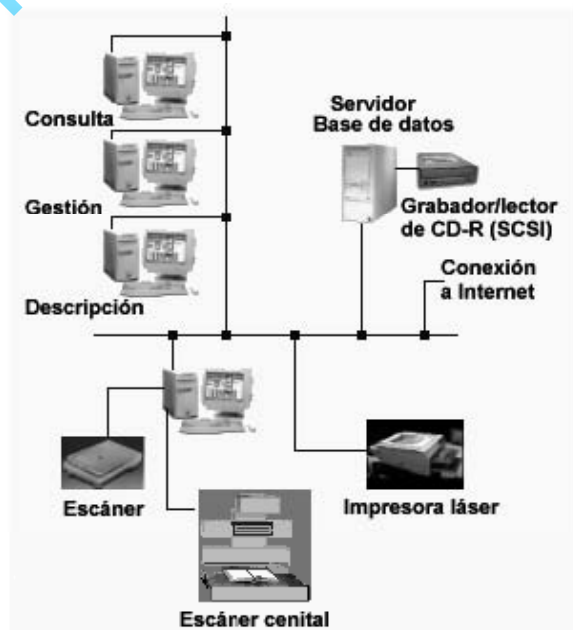 Consulta
Gestión
Descripción
Servidor
Base de datos
Grabador/lector
de CD-R (SCSI)
Conexión
a Internet
Escáner
Impresora láser
Escáner cenital